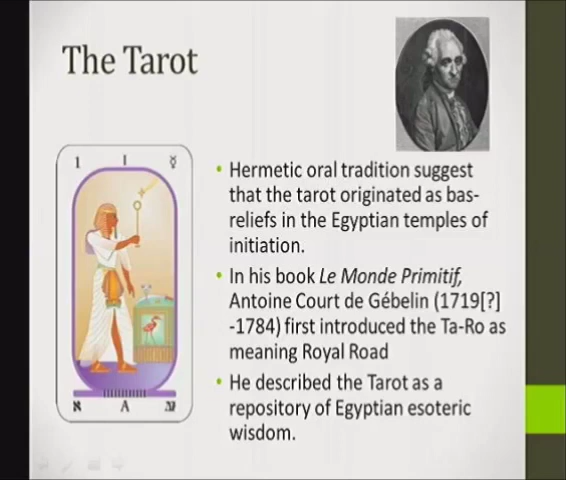 The Tarot
1 I ☿
א A
• Hermetic oral tradition suggest
that the tarot originated as bas-
reliefs in the Egyptian temples of
initiation.
• In his book Le Monde Primitif,
Antoine Court de Gébelin (1719[?]
-1784) first introduced the Ta-Ro as
meaning Royal Road
• He described the Tarot as a
repository of Egyptian esoteric
wisdom.